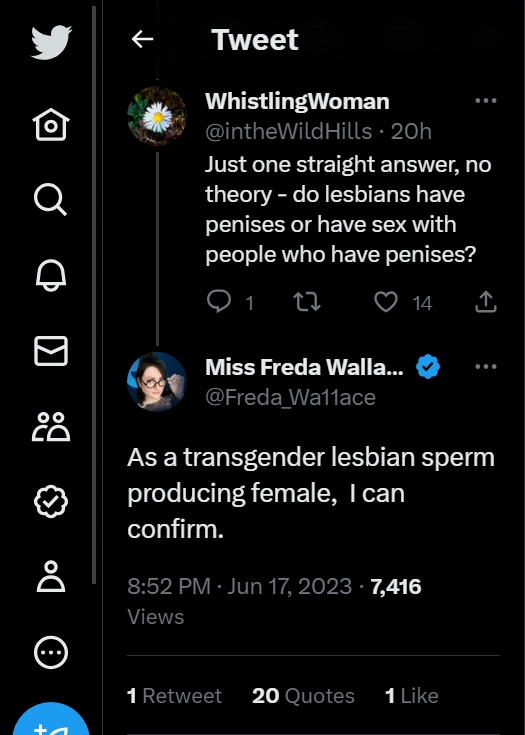 Tweet
WhistlingWoman
@intheWildHills · 20h
Just one straight answer, no
theory - do lesbians have
penises or have sex with
people who have penises?
1 14
Miss Freda Walla...
@Freda_Wa11ace
As a transgender lesbian sperm
producing female,  I can
confirm.
8:52 PM · Jun 17, 2023 · 7,416
Views
1 Retweet 20 Quotes 1 Like